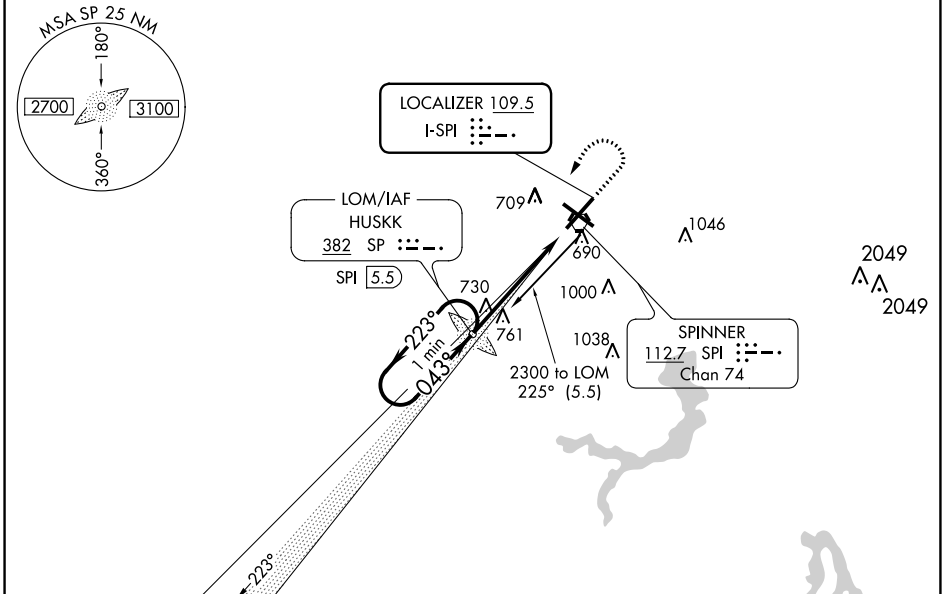 MSA SP 25 NM
180°
2700
3100
360°
LOCALIZER 109.5
I-SPI
LOM/IAF
HUSKK
382 SP
SPI 5.5
709
1046
690
2049
2049
730
1000
761
1038
223°
1 min
043°
2300 to LOM
225° (5.5)
SPINNER
112.7 SPI
Chan 74
223°